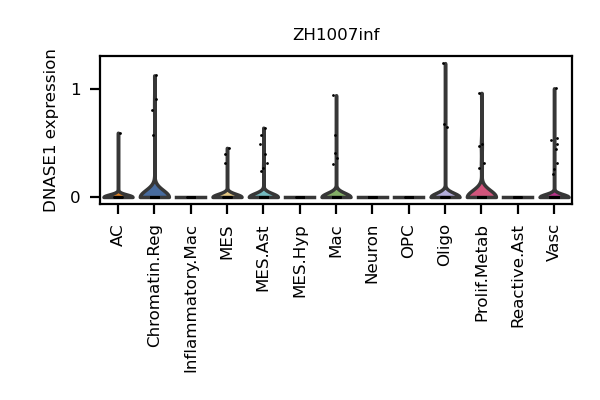 ZH1007inf
DNASE1 expression
1
0
AC
Chromatin.Reg
Inflammatory.Mac
MES
MES.Ast
MES.Hyp
Mac
Neuron
OPC
Oligo
Prolif.Metab
Reactive.Ast
Vasc